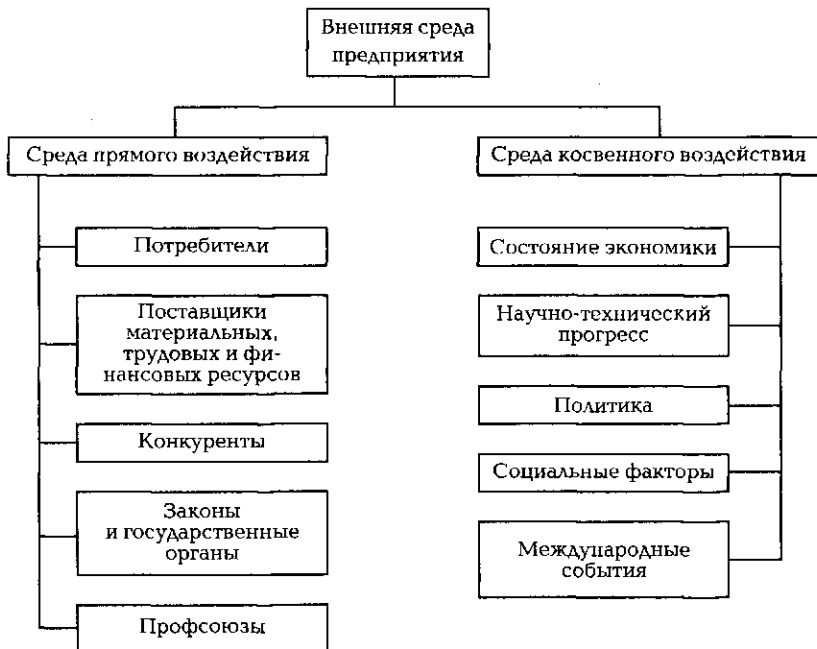 Внешняя среда
предприятия
Среда прямого воздействия
Потребители
Поставщики
материальных,
трудовых и фи-
нансовых ресурсов
Конкуренты
Законы
и государственные
органы
Профсоюзы
Среда косвенного воздействия
Состояние экономики
Научно-технический
прогресс
Политика
Социальные факторы
Международные
события